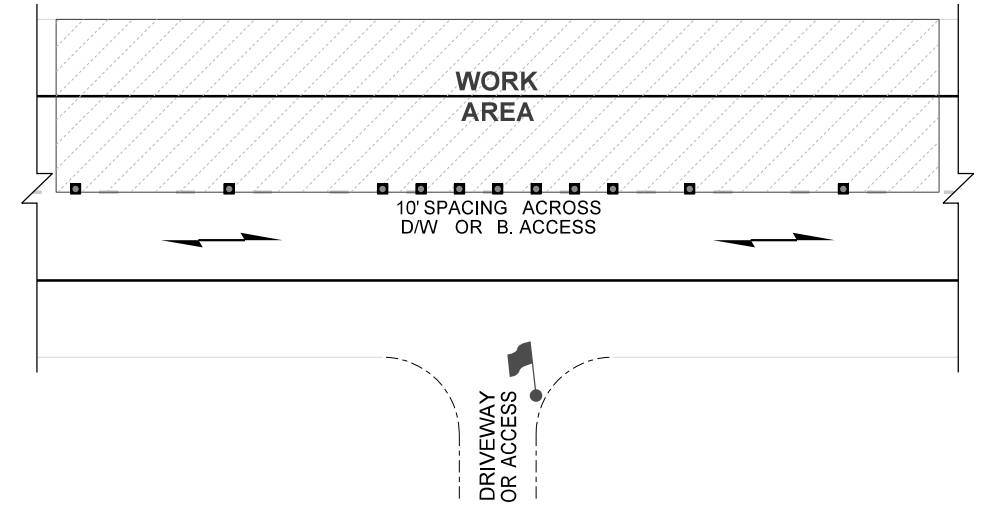 WORK
AREA
10' SPACING ACROSS
D/W OR B. ACCESS
DRIVEWAY
OR ACCESS